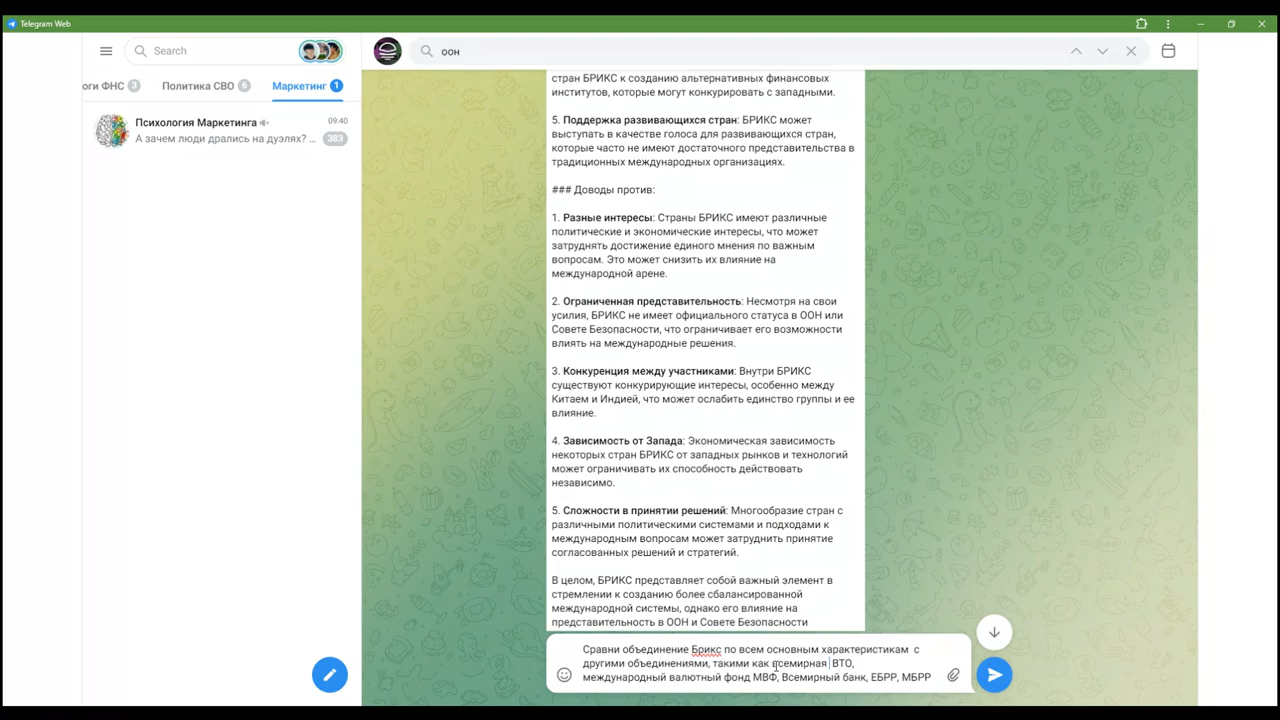 Telegram Web
Search
оон
оги ФНС 3 Политика СВО 6 Маркетинг 1
Психология Маркетинга 09:40
А зачем люди дрались на дуэлях? ... 383
стран БРИКС к созданию альтернативных финансовых
институтов, которые могут конкурировать с западными.
5. Поддержка развивающихся стран: БРИКС может
выступать в качестве голоса для развивающихся стран,
которые часто не имеют достаточного представительства в
традиционных международных организациях.
### Доводы против:
1. Разные интересы: Страны БРИКС имеют различные
политические и экономические интересы, что может
затруднять достижение единого мнения по важным
вопросам. Это может снизить их влияние на
международной арене.
2. Ограниченная представительность: Несмотря на свои
усилия, БРИКС не имеет официального статуса в ООН или
Совете Безопасности, что ограничивает его возможности
влиять на международные решения.
3. Конкуренция между участниками: Внутри БРИКС
существуют конкурирующие интересы, особенно между
Китаем и Индией, что может ослабить единство группы и ее
влияние.
4. Зависимость от Запада: Экономическая зависимость
некоторых стран БРИКС от западных рынков и технологий
может ограничивать их способность действовать
независимо.
5. Сложности в принятии решений: Многообразие стран с
различными политическими системами и подходами к
международным вопросам может затруднить принятие
согласованных решений и стратегий.
В целом, БРИКС представляет собой важный элемент в
стремлении к созданию более сбалансированной
международной системы, однако его влияние на
представительность в ООН и Совете Безопасности
Сравни объединение Брикс по всем основным характеристикам с
другими объединениями, такими как всемирная ВТО,
международный валютный фонд МВФ, Всемирный банк, ЕБРР, МБРР